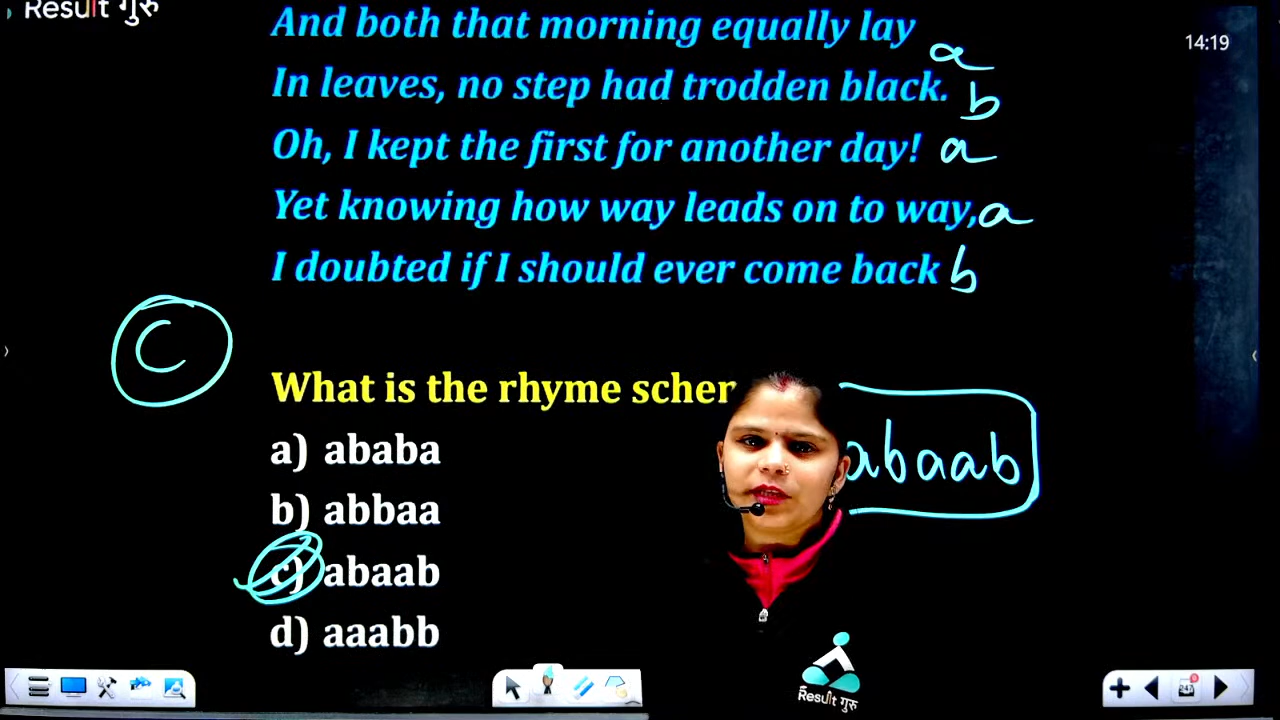 Result गुरु
And both that morning equally lay a
14:19
In leaves, no step had trodden black. b
Oh, I kept the first for another day! a
Yet knowing how way leads on to way, a
I doubted if I should ever come back b
C
What is the rhyme
a) ababa
abaab
b) abbaa
c) abaab
d) aaabb
Result गुरु